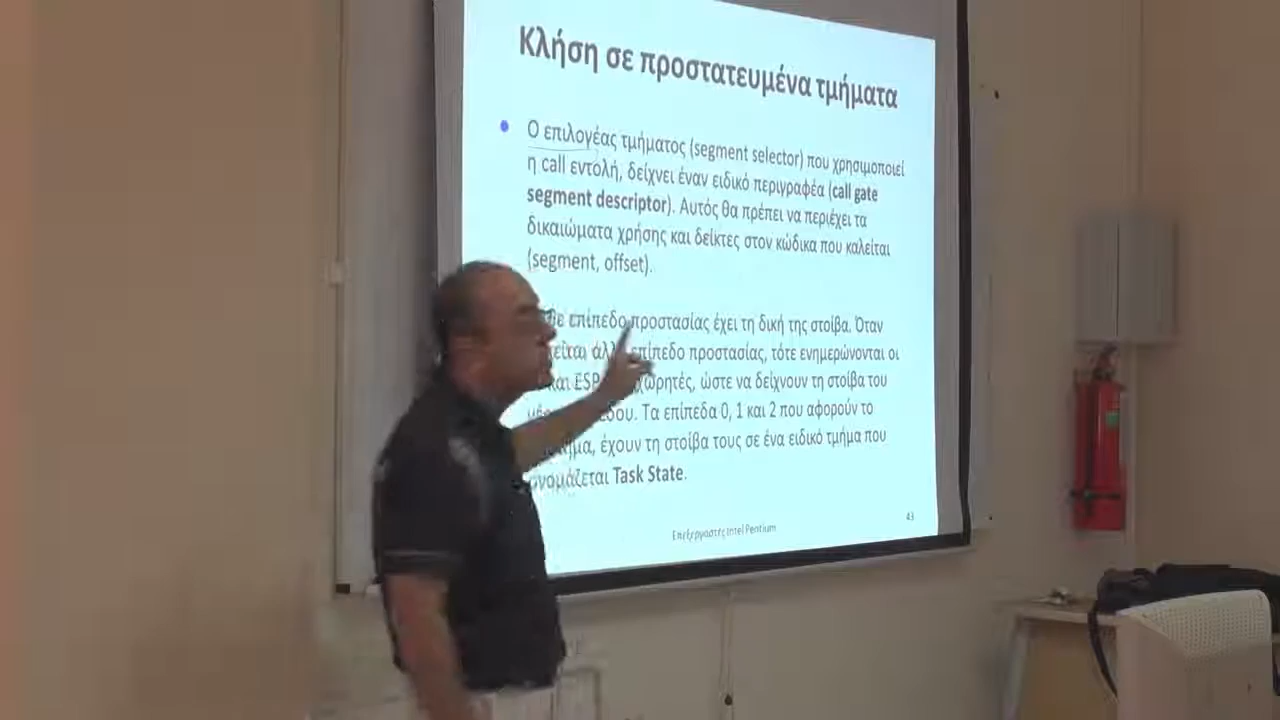 Κλήση σε προστατευμένα τμήματα
Ο επιλογέας τμήματος (segment selector) που χρησιμοποιεί
η call εντολή, δείχνει έναν ειδικό περιγραφέα (call gate
segment descriptor). Αυτός θα πρέπει να περιέχει τα
δικαιώματα χρήσης και δείκτες στον κώδικα που καλείται
(segment, offset).
επίπεδο προστασίας έχει τη δική της στοίβα. Όταν
επίπεδο προστασίας, τότε ενημερώνονται οι
και ESP ώστε να δείχνουν τη στοίβα του
Τα επίπεδα 0, 1 και 2 που αφορούν το
έχουν τη στοίβα τους σε ένα ειδικό τμήμα που
ονομάζεται Task State.
Επεξεργαστές Intel Pentium
43